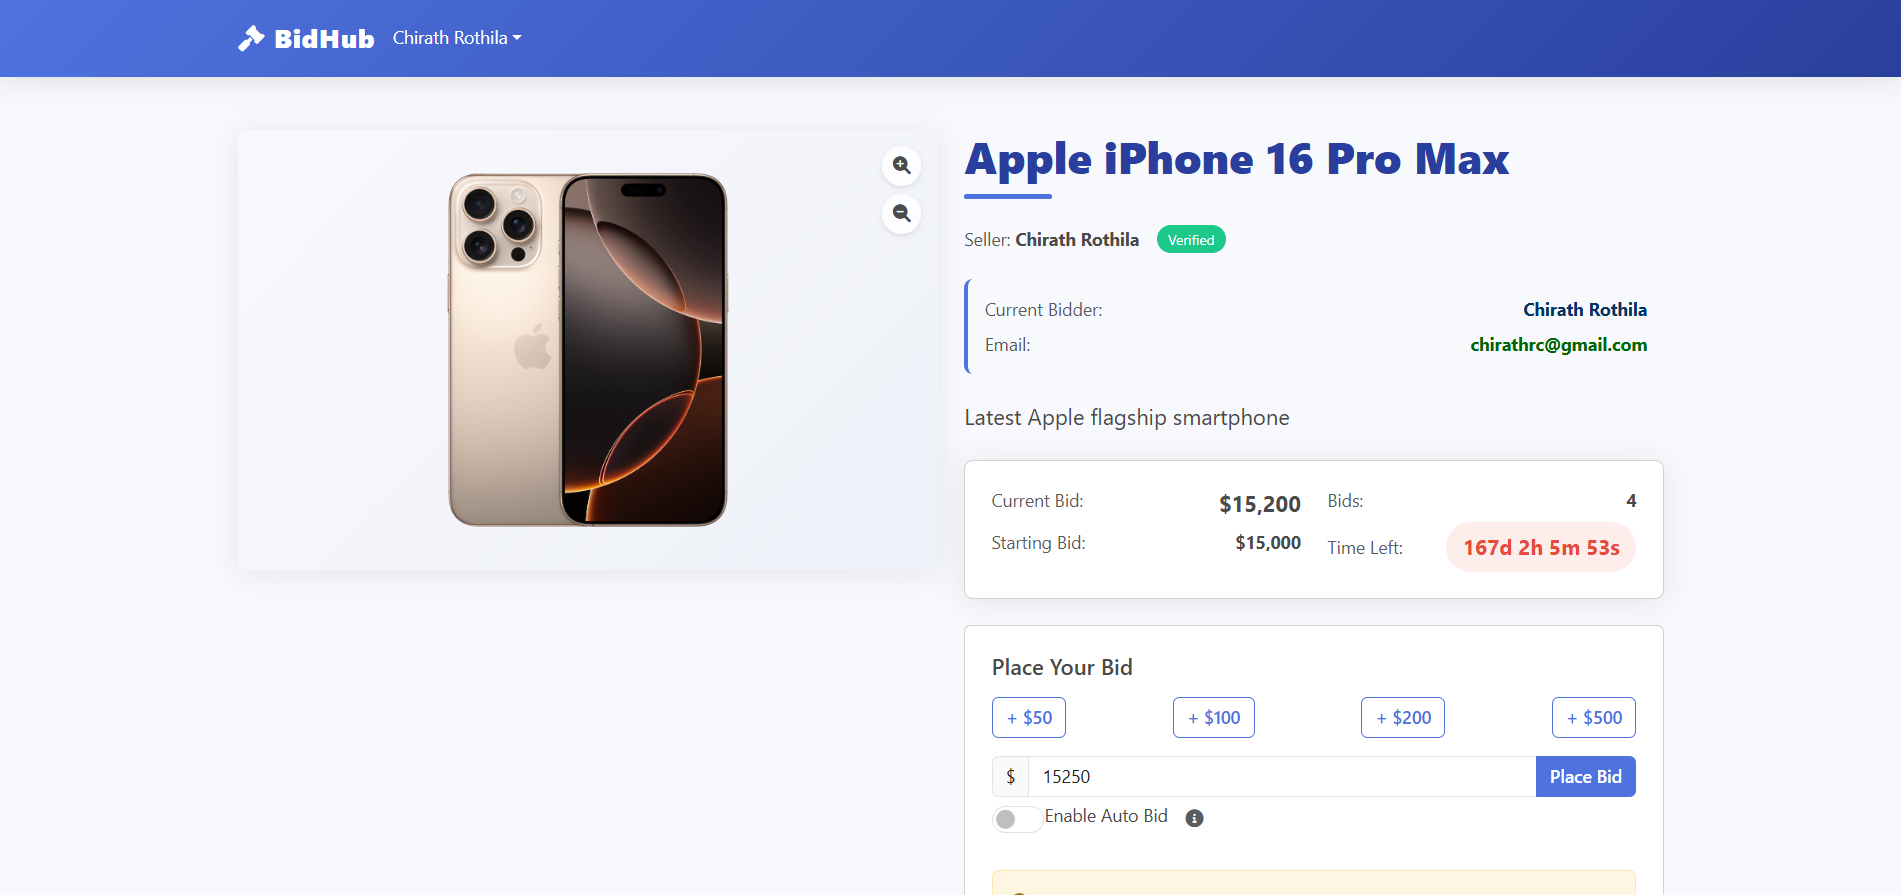 BidHub Chirath Rothila
Apple iPhone 16 Pro Max
Seller: Chirath Rothila Verified
Current Bidder: Chirath Rothila
Email: chirathrc@gmail.com
Latest Apple flagship smartphone
Current Bid: $15,200 Bids: 4
Starting Bid: $15,000 Time Left: 167d 2h 5m 53s
Place Your Bid
+ $50 + $100 + $200 + $500
$ 15250 Place Bid
Enable Auto Bid